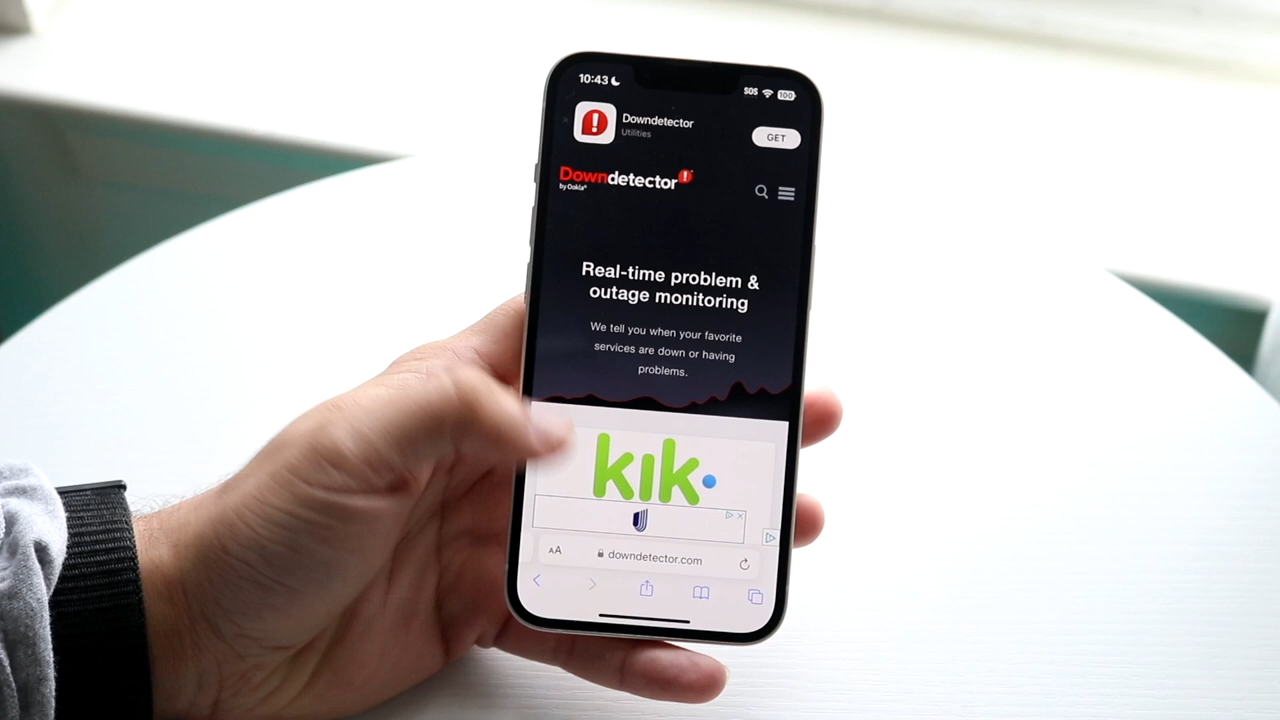 10:43
SOS
100
Downdetector
Utilities
GET
Downdetector
by Ookla®
Real-time problem &
outage monitoring
We tell you when your favorite
services are down or having
problems.
kik
AA
downdetector.com